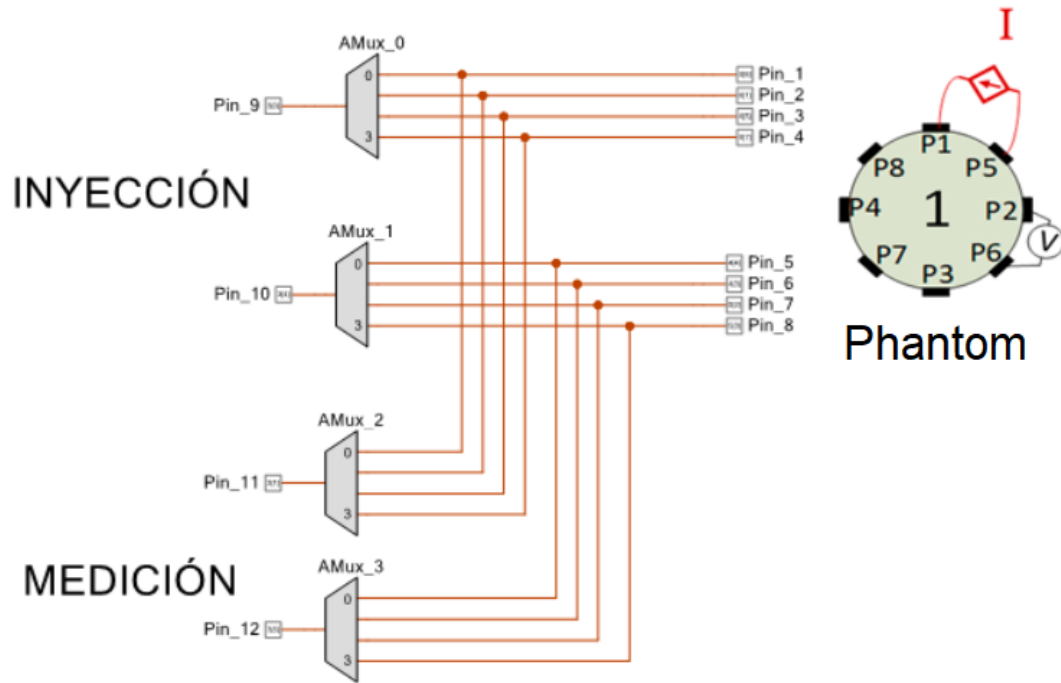 AMux_0
0
3
Pin_9
Pin_1
Pin_2
Pin_3
Pin_4
INYECCIÓN
AMux_1
0
3
Pin_10
Pin_5
Pin_6
Pin_7
Pin_8
AMux_2
0
3
Pin_11
MEDICIÓN
AMux_3
0
3
Pin_12
I
P1
P8
P5
P4
1
P2
P7
P6
P3
V
Phantom